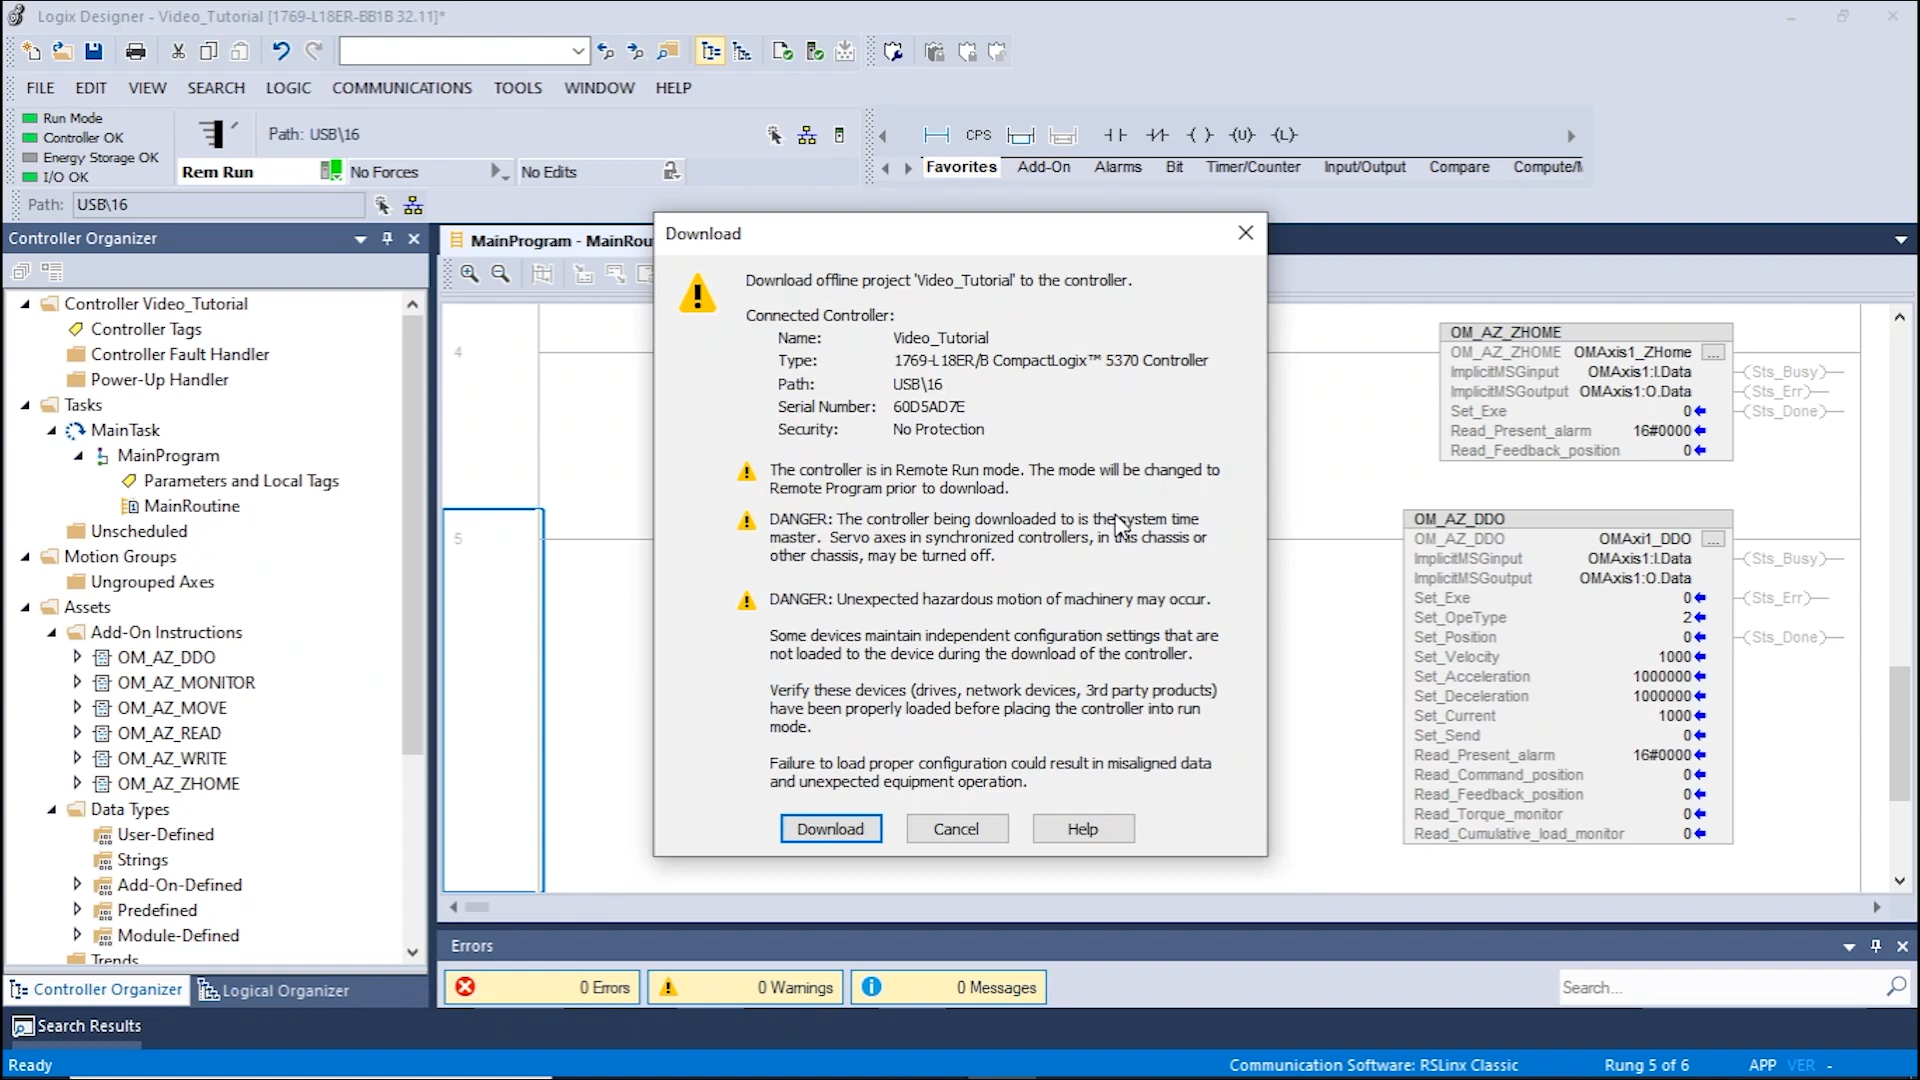 Logix Designer - Video_Tutorial [1769-L18ER-BB1B 32.11]*
FILE EDIT VIEW SEARCH LOGIC COMMUNICATIONS TOOLS WINDOW HELP
Run Mode
Controller OK
Energy Storage OK
I/O OK
Path: USB\16
Rem Run No Forces No Edits
CPS
Favorites Add-On Alarms Bit Timer/Counter Input/Output Compare Compute/M
Path: USB\16
Controller Organizer
Controller Video_Tutorial
Controller Tags
Controller Fault Handler
Power-Up Handler
Tasks
MainTask
MainProgram
Parameters and Local Tags
MainRoutine
Unscheduled
Motion Groups
Ungrouped Axes
Assets
Add-On Instructions
OM_AZ_DDO
OM_AZ_MONITOR
OM_AZ_MOVE
OM_AZ_READ
OM_AZ_WRITE
OM_AZ_ZHOME
Data Types
User-Defined
Strings
Add-On-Defined
Predefined
Module-Defined
Trends
Controller Organizer Logical Organizer
MainProgram - MainRou
4
5
Download
Download offline project 'Video_Tutorial' to the controller.
Connected Controller:
Name: Video_Tutorial
Type: 1769-L18ER/B CompactLogix™ 5370 Controller
Path: USB\16
Serial Number: 60D5AD7E
Security: No Protection
The controller is in Remote Run mode. The mode will be changed to
Remote Program prior to download.
DANGER: The controller being downloaded to is the system time
master. Servo axes in synchronized controllers, in this chassis or
other chassis, may be turned off.
DANGER: Unexpected hazardous motion of machinery may occur.
Some devices maintain independent configuration settings that are
not loaded to the device during the download of the controller.
Verify these devices (drives, network devices, 3rd party products)
have been properly loaded before placing the controller into run
mode.
Failure to load proper configuration could result in misaligned data
and unexpected equipment operation.
Download Cancel Help
OM_AZ_ZHOME
OM_AZ_ZHOME OMAxis1_ZHome ...
ImplicitMSGinput OMAxis1:I.Data (Sts_Busy)
ImplicitMSGoutput OMAxis1:O.Data (Sts_Err)
Set_Exe 0 (Sts_Done)
Read_Present_alarm 16#0000
Read_Feedback_position 0
OM_AZ_DDO
OM_AZ_DDO OMAxi1_DDO ...
ImplicitMSGinput OMAxis1:I.Data (Sts_Busy)
ImplicitMSGoutput OMAxis1:O.Data
Set_Exe 0 (Sts_Err)
Set_OpeType 2
Set_Position 0 (Sts_Done)
Set_Velocity 1000
Set_Acceleration 1000000
Set_Deceleration 1000000
Set_Current 1000
Set_Send 0
Read_Present_alarm 16#0000
Read_Command_position 0
Read_Feedback_position 0
Read_Torque_monitor 0
Read_Cumulative_load_monitor 0
Errors
0 Errors 0 Warnings 0 Messages Search...
Search Results
Ready Communication Software: RSLinx Classic Rung 5 of 6 APP VER -